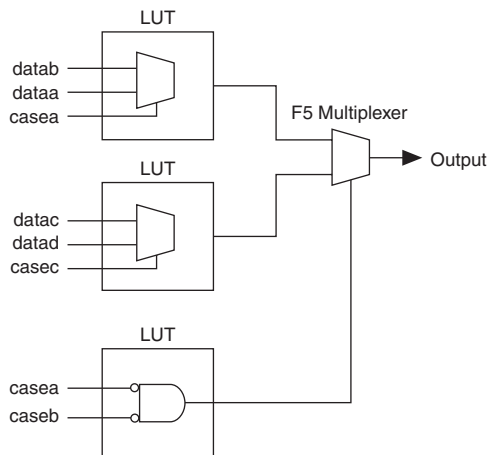 LUT
datab
dataa
casea
F5 Multiplexer
Output
LUT
datac
datad
casec
LUT
casea
caseb